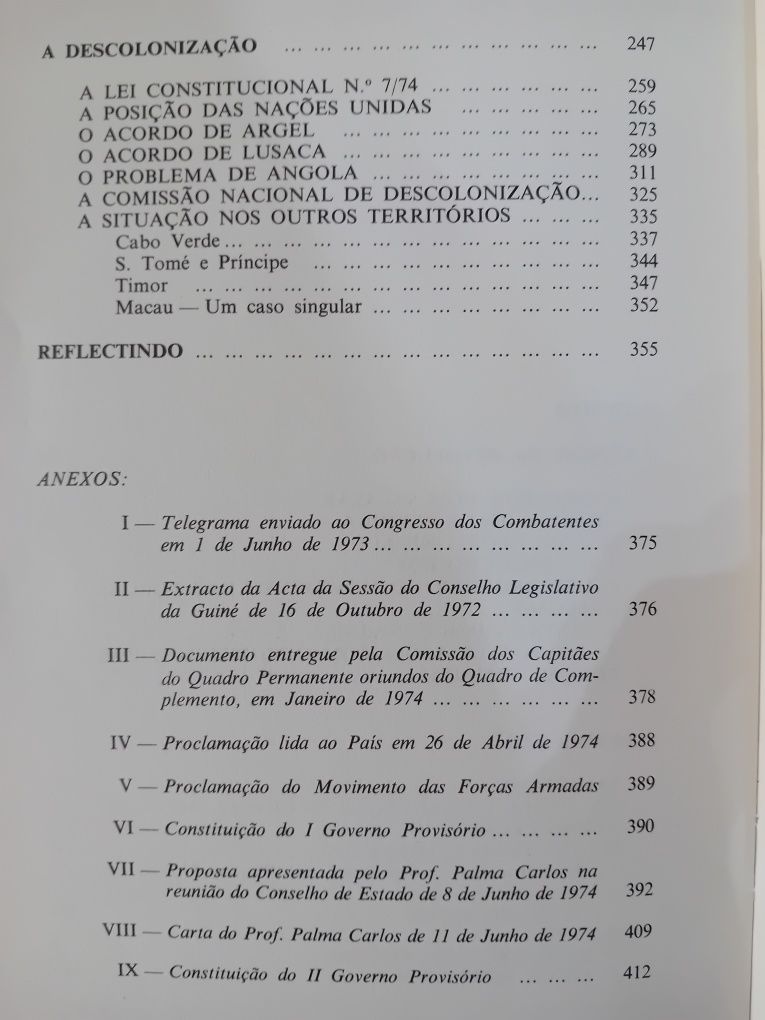 A DESCOLONIZAÇÃO ... ... ... ... ... ... ... ... ... ... ... 247
A LEI CONSTITUCIONAL N.º 7/74 ... ... ... ... ... ... 259
A POSIÇÃO DAS NAÇÕES UNIDAS ... ... ... ... ... 265
O ACORDO DE ARGEL ... ... ... ... ... ... ... ... ... 273
O ACORDO DE LUSACA ... ... ... ... ... ... ... ... ... 289
O PROBLEMA DE ANGOLA ... ... ... ... ... ... ... ... 311
A COMISSÃO NACIONAL DE DESCOLONIZAÇÃO... 325
A SITUAÇÃO NOS OUTROS TERRITÓRIOS ... ... ... 335
Cabo Verde ... ... ... ... ... ... ... ... ... ... ... ... ... 337
S. Tomé e Príncipe ... ... ... ... ... ... ... ... ... ... 344
Timor ... ... ... ... ... ... ... ... ... ... ... ... ... ... 347
Macau — Um caso singular ... ... ... ... ... ... ... ... 352
REFLECTINDO ... ... ... ... ... ... ... ... ... ... ... ... ... ... 355
ANEXOS:
I — Telegrama enviado ao Congresso dos Combatentes
em 1 de Junho de 1973 ... ... ... ... ... ... ... ... 375
II — Extracto da Acta da Sessão do Conselho Legislativo
da Guiné de 16 de Outubro de 1972 ... ... ... ... 376
III — Documento entregue pela Comissão dos Capitães
do Quadro Permanente oriundos do Quadro de Com-
plemento, em Janeiro de 1974 ... ... ... ... ... ... 378
IV — Proclamação lida ao País em 26 de Abril de 1974 388
V — Proclamação do Movimento das Forças Armadas 389
VI — Constituição do I Governo Provisório ... ... ... ... 390
VII — Proposta apresentada pelo Prof. Palma Carlos na
reunião do Conselho de Estado de 8 de Junho de 1974 392
VIII — Carta do Prof. Palma Carlos de 11 de Junho de 1974 409
IX — Constituição do II Governo Provisório ... ... ... 412